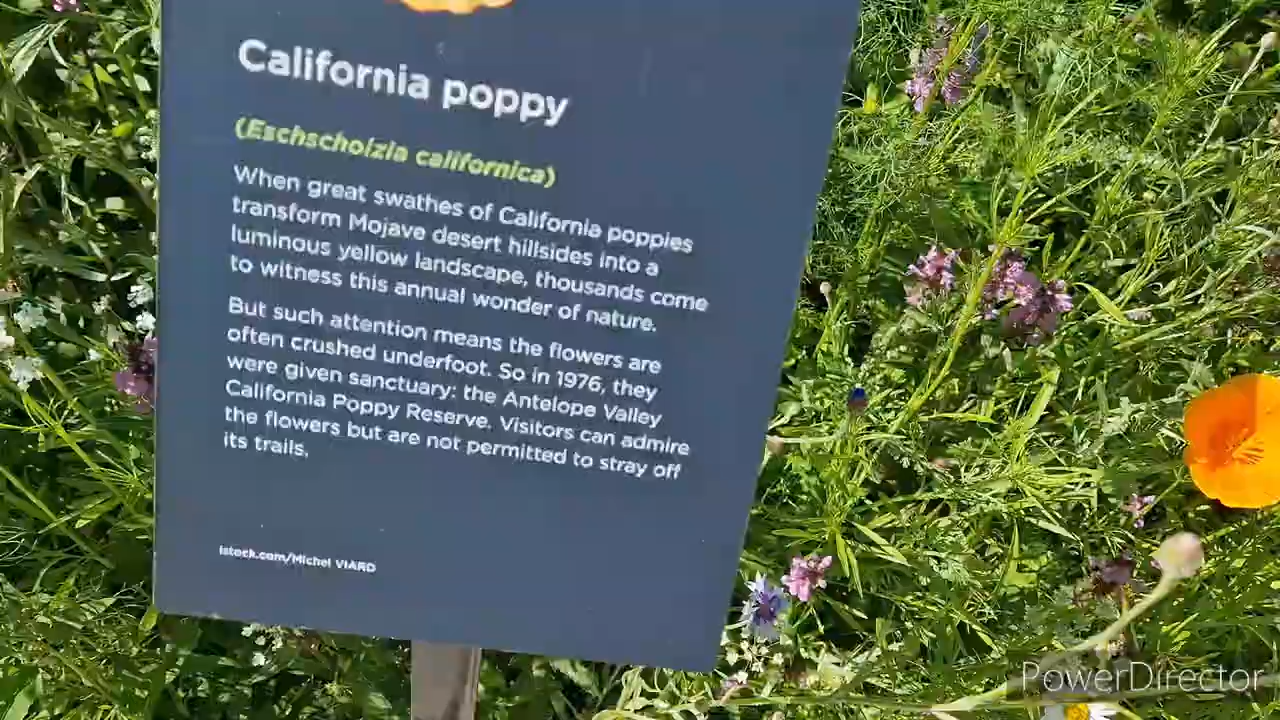 California poppy
(Eschscholzia californica)
When great swathes of California poppies
transform Mojave desert hillsides into a
luminous yellow landscape, thousands come
to witness this annual wonder of nature.
But such attention means the flowers are
often crushed underfoot. So in 1976, they
were given sanctuary: the Antelope Valley
California Poppy Reserve. Visitors can admire
the flowers but are not permitted to stray off
its trails.
istock.com/Michel VIARD
PowerDirector